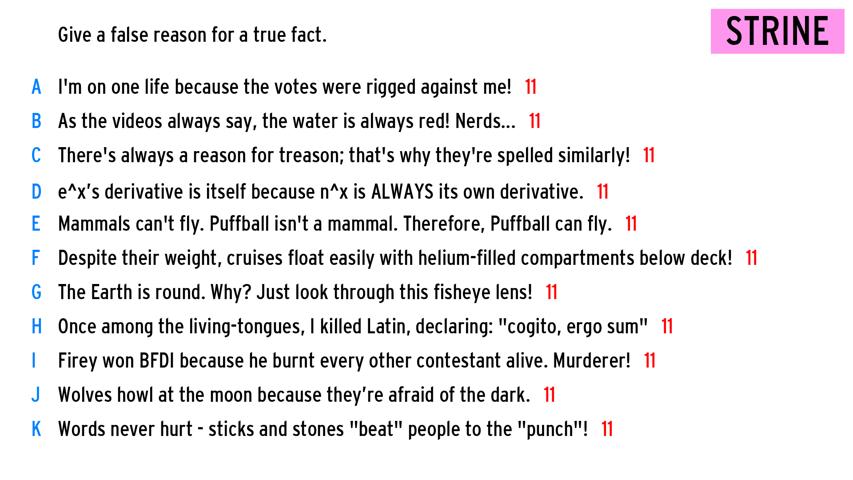 Give a false reason for a true fact.
STRINE
A I'm on one life because the votes were rigged against me! 11
B As the videos always say, the water is always red! Nerds... 11
C There's always a reason for treason; that's why they're spelled similarly! 11
D e^x’s derivative is itself because n^x is ALWAYS its own derivative. 11
E Mammals can't fly. Puffball isn't a mammal. Therefore, Puffball can fly. 11
F Despite their weight, cruises float easily with helium-filled compartments below deck! 11
G The Earth is round. Why? Just look through this fisheye lens! 11
H Once among the living-tongues, I killed Latin, declaring: "cogito, ergo sum" 11
I Firey won BFDI because he burnt every other contestant alive. Murderer! 11
J Wolves howl at the moon because they’re afraid of the dark. 11
K Words never hurt - sticks and stones "beat" people to the "punch"! 11